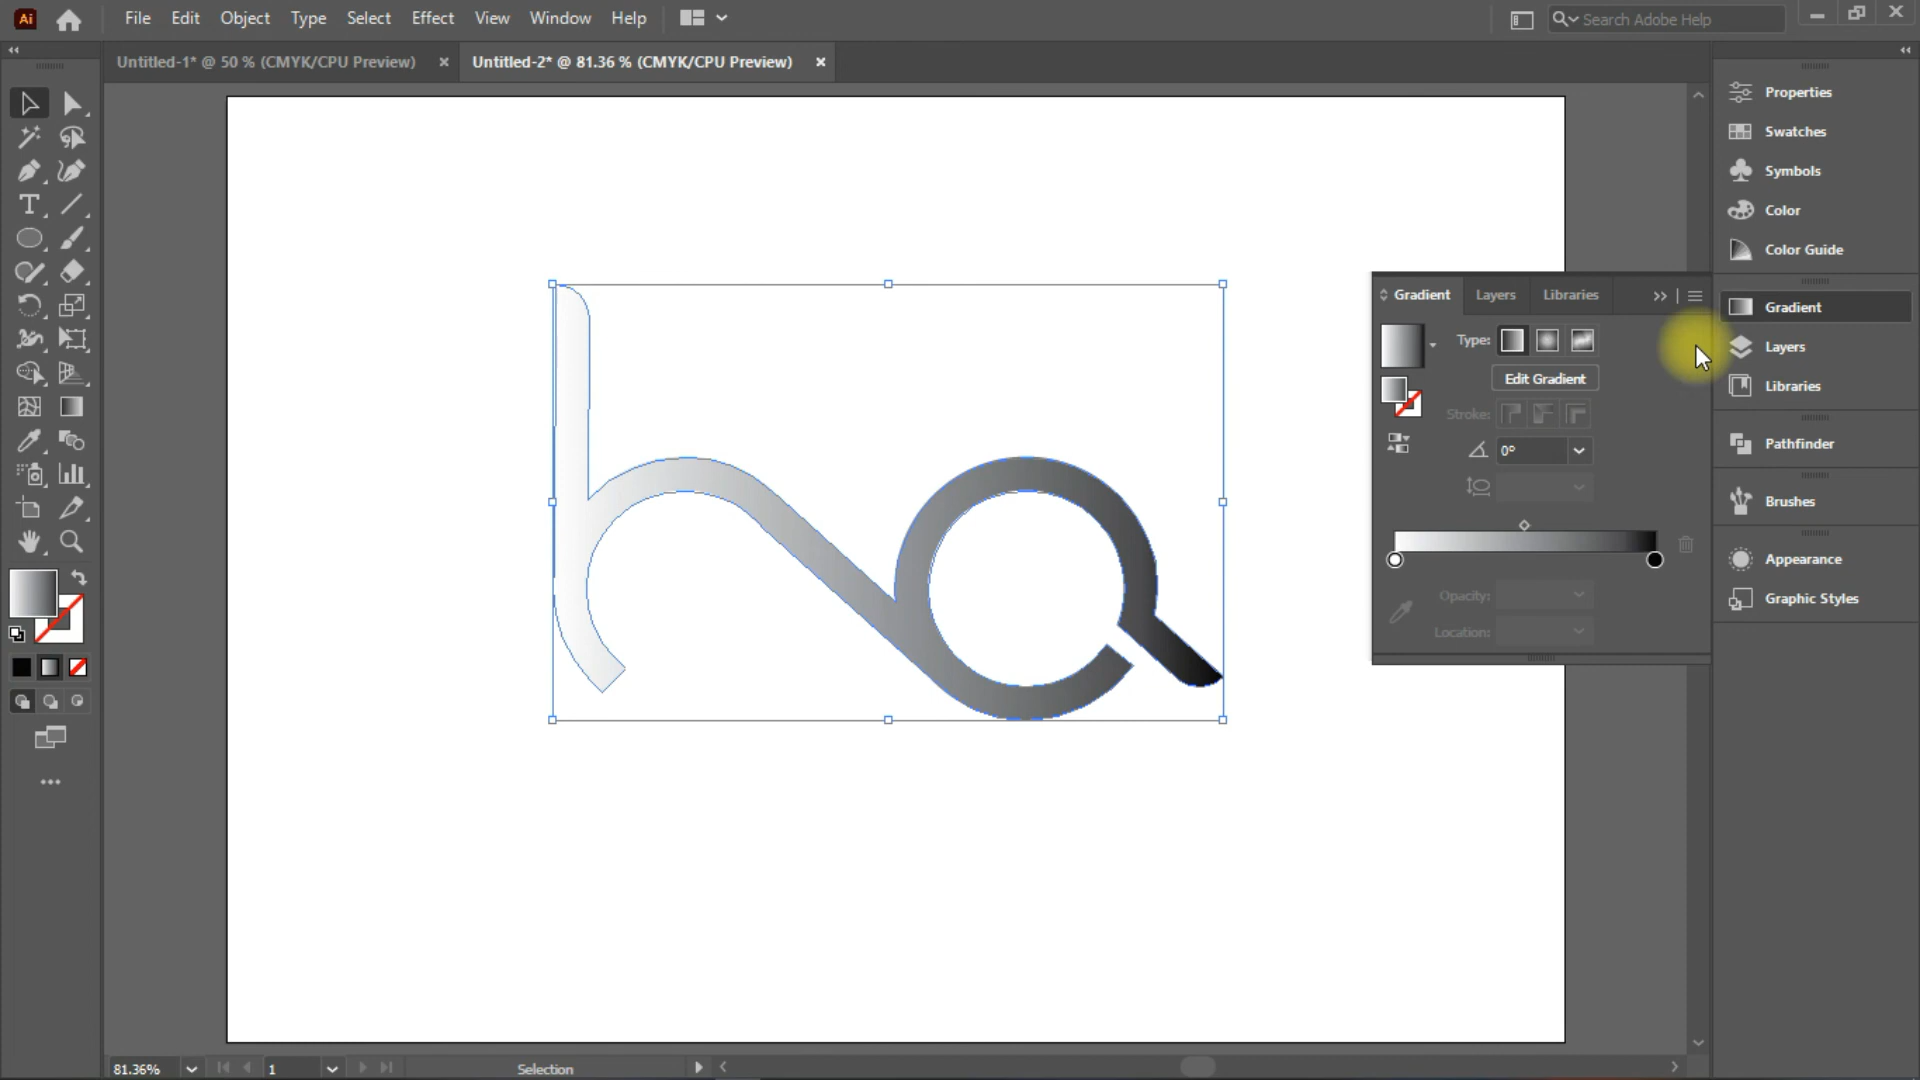 Ai File Edit Object Type Select Effect View Window Help Search Adobe Help
Untitled-1* @ 50 % (CMYK/CPU Preview) × Untitled-2* @ 81.36 % (CMYK/CPU Preview) ×
Properties
Swatches
Symbols
Color
Color Guide
Gradient Layers Libraries
Gradient
Type:
Layers
Edit Gradient
Libraries
Stroke:
Pathfinder
0°
Brushes
Appearance
Opacity:
Graphic Styles
Location:
81.36% 1 Selection